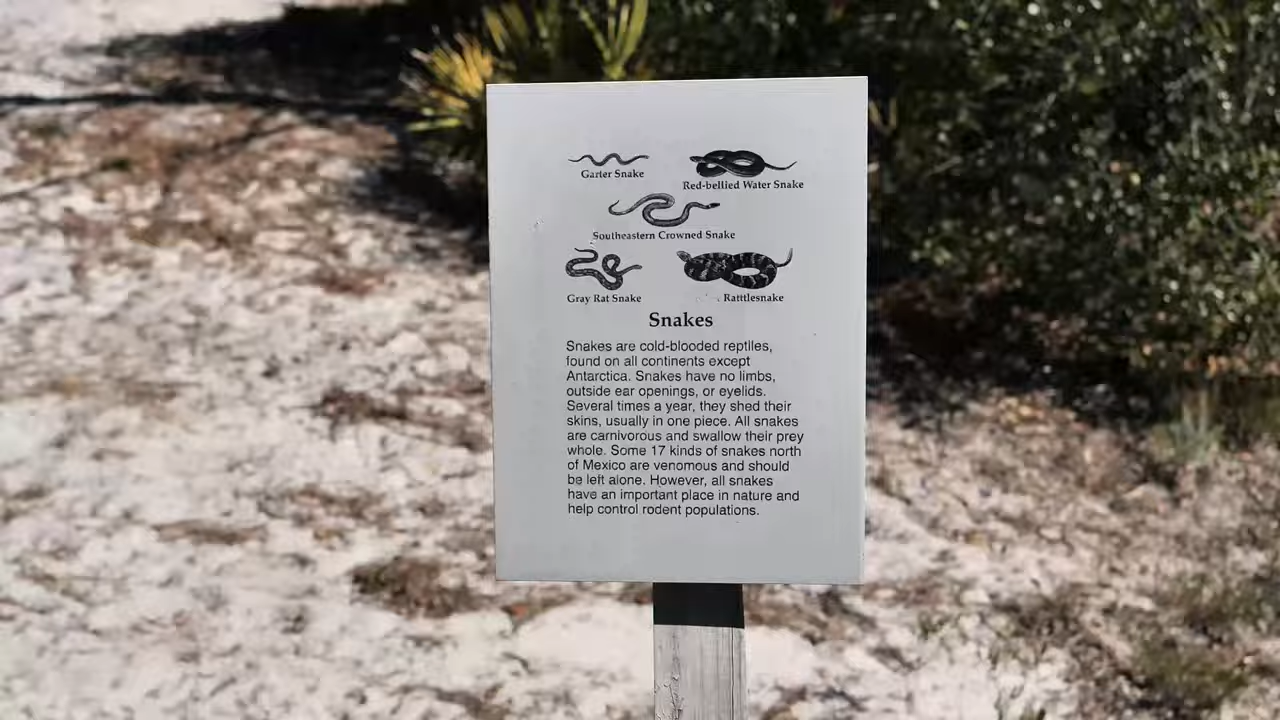 Garter Snake
Red-bellied Water Snake
Southeastern Crowned Snake
Gray Rat Snake
Ratttlesnake
Snakes
Snakes are cold-blooded reptiles,
found on all continents except
Antarctica. Snakes have no limbs,
outside ear openings, or eyelids.
Several times a year, they shed their
skins, usually in one piece. All snakes
are carnivorous and swallow their prey
whole. Some 17 kinds of snakes north
of Mexico are venomous and should
be left alone. However, all snakes
have an important place in nature and
help control rodent populations.